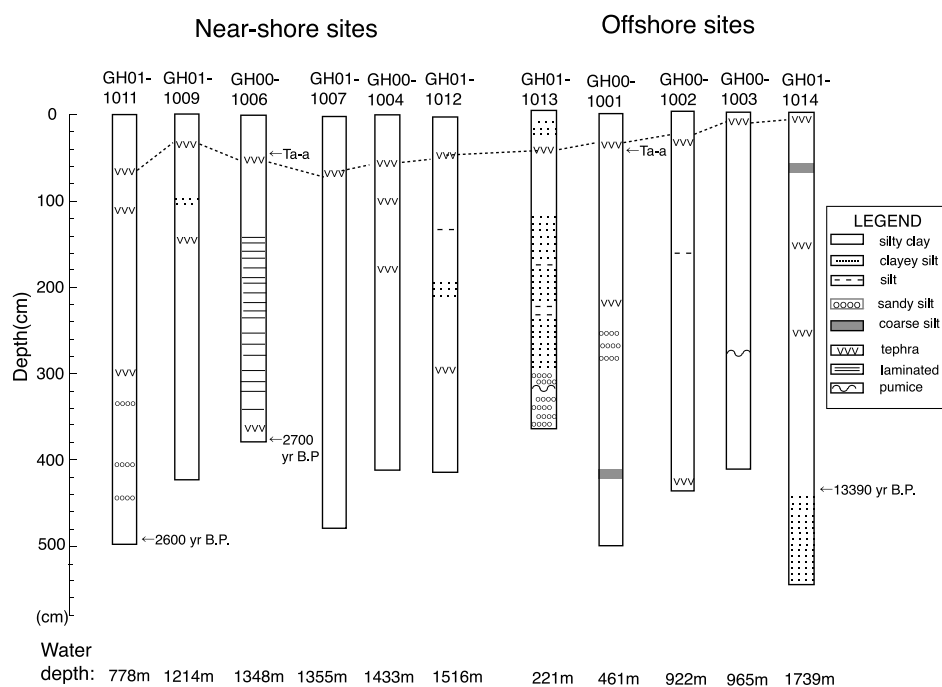 Near-shore sites
Offshore sites
GH01-
1011
GH01-
1009
GH00-
1006
GH01-
1007
GH00-
1004
GH01-
1012
GH01-
1013
GH00-
1001
GH00-
1002
GH00-
1003
GH01-
1014
0
100
200
300
400
500
(cm)
Depth(cm)
←Ta-a
←Ta-a
←2700
yr B.P
←2600 yr B.P.
←13390 yr B.P.
LEGEND
silty clay
clayey silt
silt
sandy silt
coarse silt
tephra
laminated
pumice
Water
depth: 778m 1214m 1348m 1355m 1433m 1516m 221m 461m 922m 965m 1739m